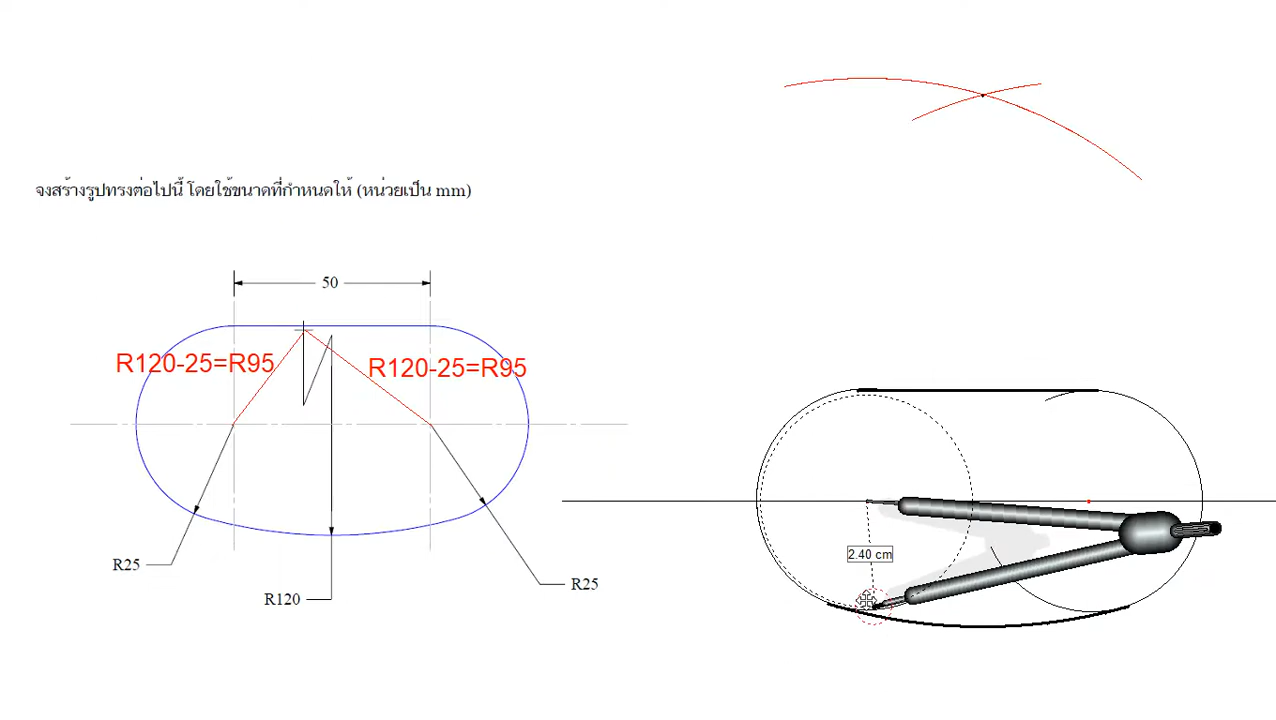 จงสร้างรูปทรงต่อไปนี้ โดยใช้ขนาดที่กำหนดให้ (หน่วยเป็น mm)
50
R120-25=R95
R120-25=R95
R25
R120
R25
2.40 cm